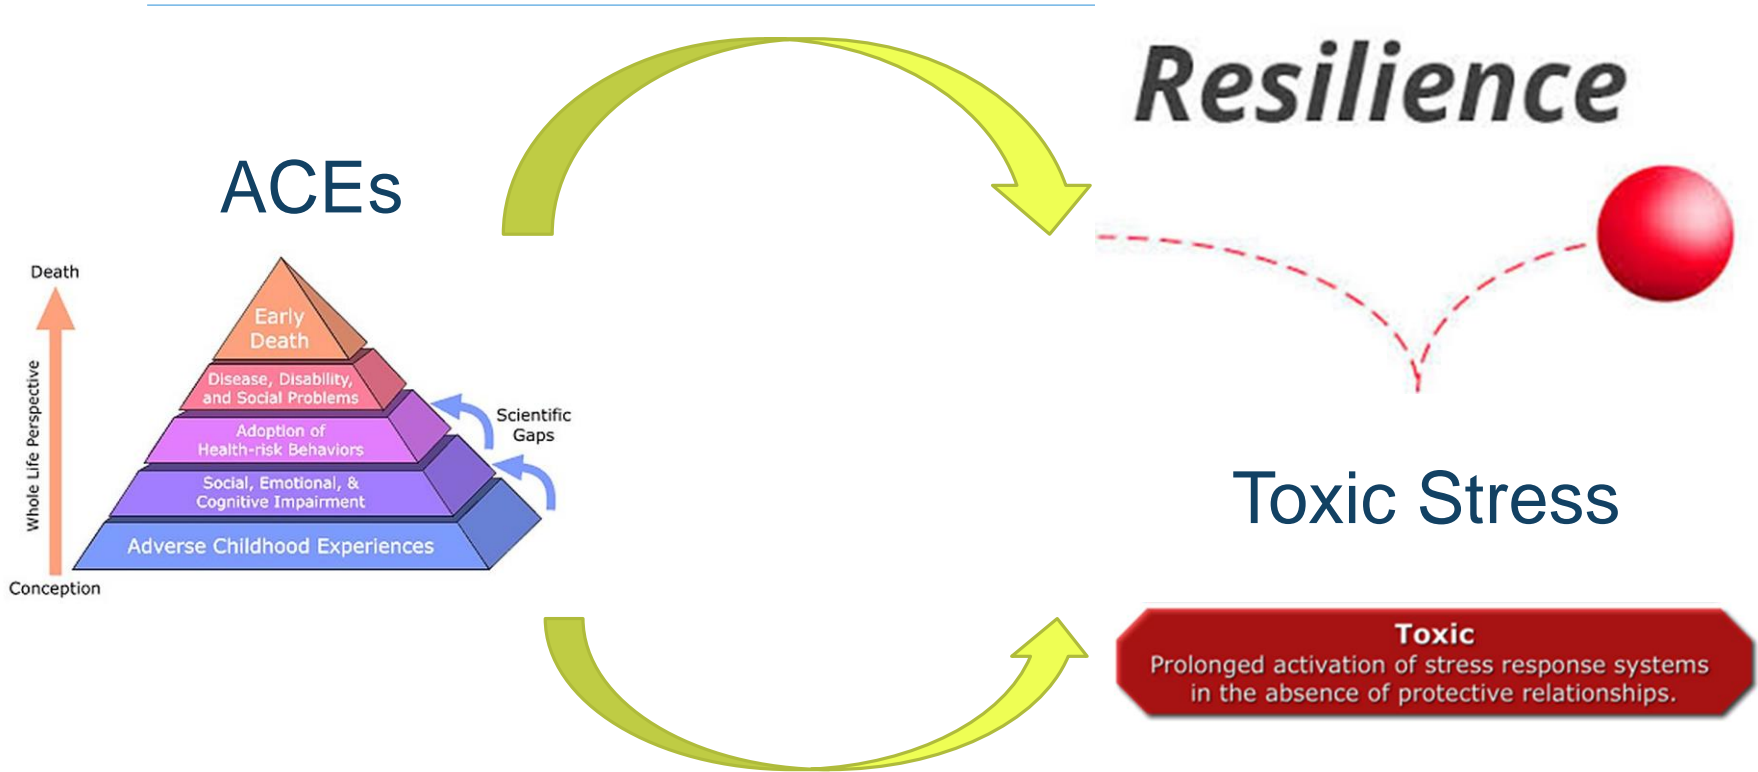 Resilience
ACEs
Death
Early
Death
Disease, Disability,
and Social Problems
Adoption of
Health-risk Behaviors
Social, Emotional, &
Cognitive Impairment
Adverse Childhood Experiences
Scientific
Gaps
Whole Life Perspective
Conception
Toxic Stress
Toxic
Prolonged activation of stress response systems
in the absence of protective relationships.